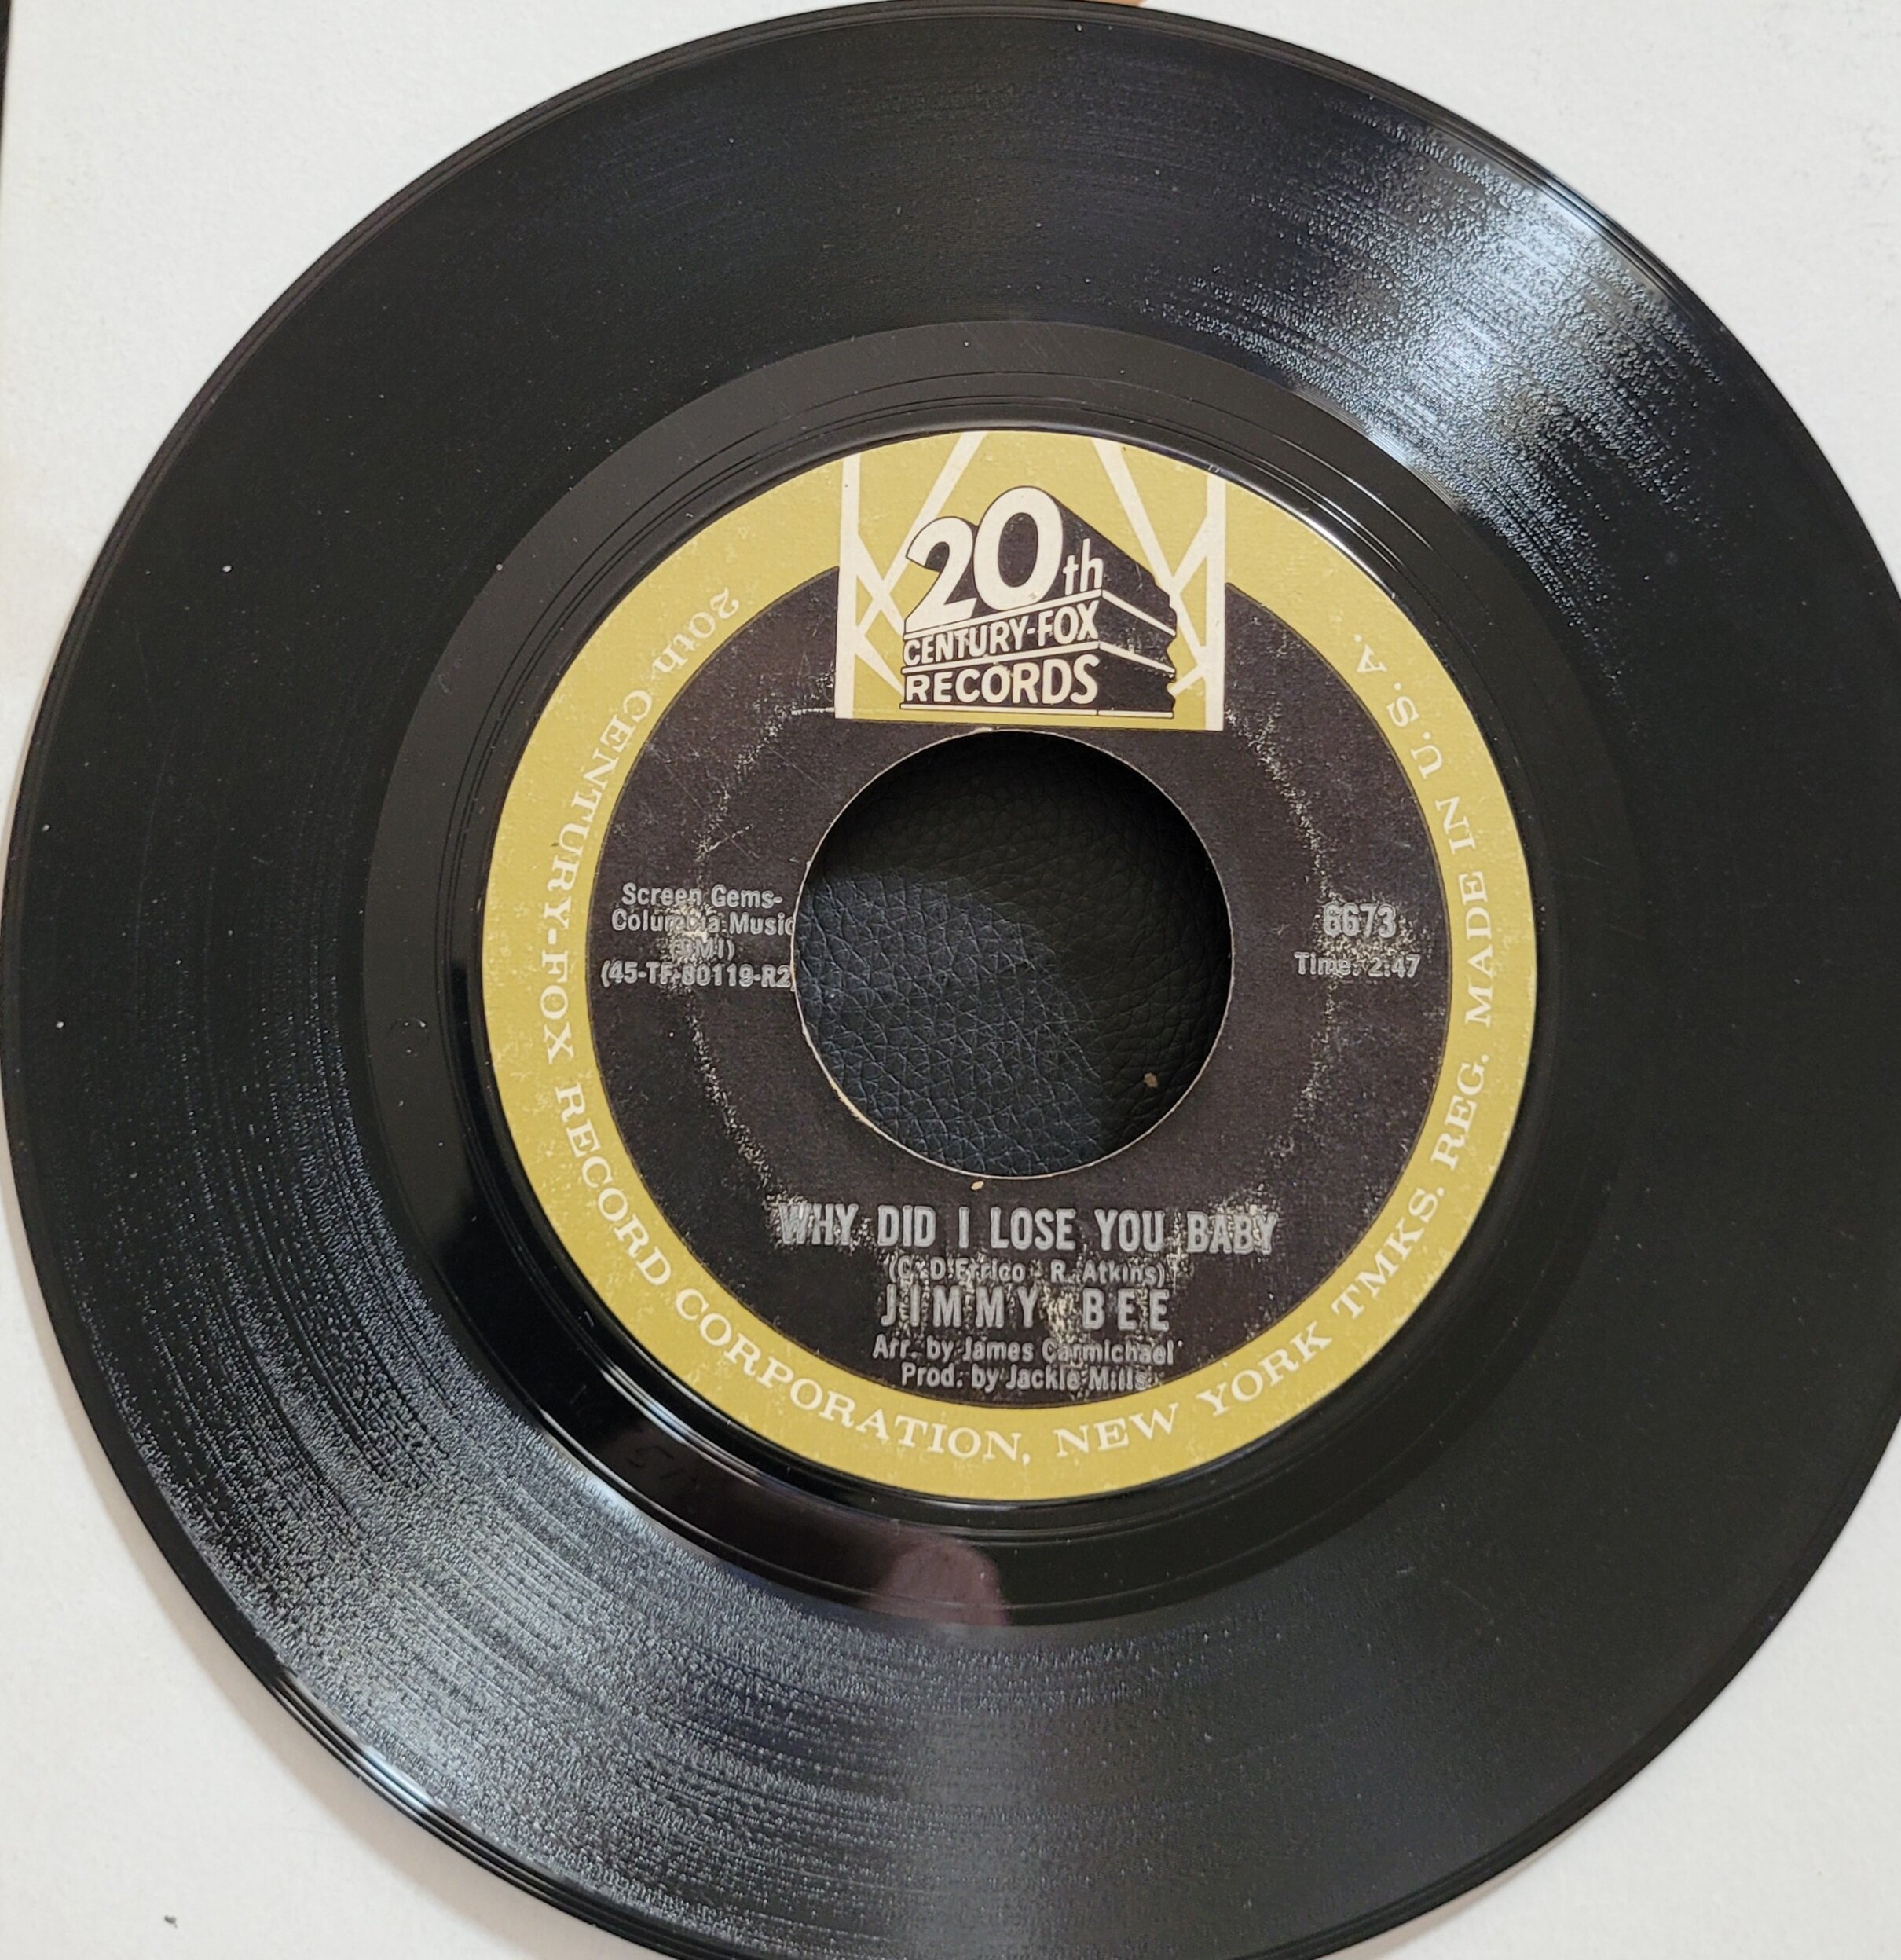 20th
CENTURY-FOX
RECORDS
Screen Gems-
Columbia Music
(BMI)
(45-TF-80119-R2)
6673
Time: 2:47
WHY DID I LOSE YOU BABY
(C. D'Errico - R. Atkins)
JIMMY BEE
Arr. by James Carmichael
Prod. by Jackie Mills
20th CENTURY-FOX RECORD CORPORATION, NEW YORK TMKS. REG. MADE IN U.S.A.